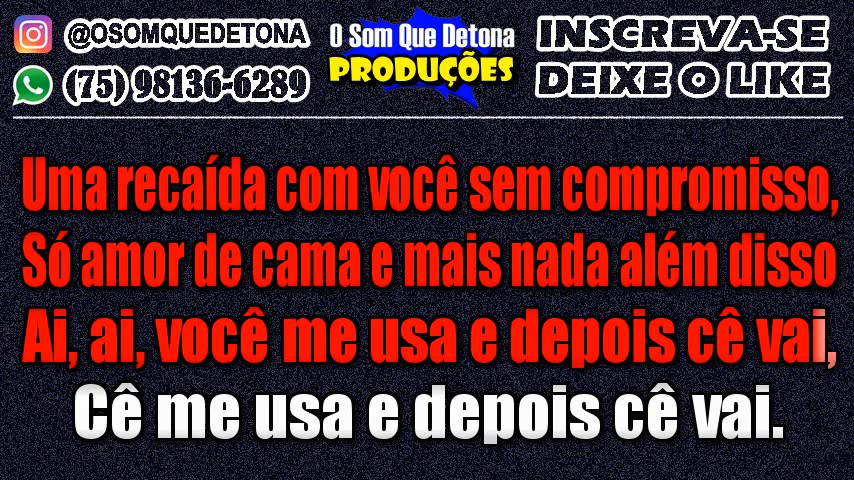 @OSOMQUEDETONA
(75) 98136-6289
O Som Que Detona
PRODUÇÕES
INSCREVA-SE
DEIXE O LIKE
Uma recaída com você sem compromisso,
Só amor de cama e mais nada além disso
Ai, ai, você me usa e depois cê vai,
Cê me usa e depois cê vai.